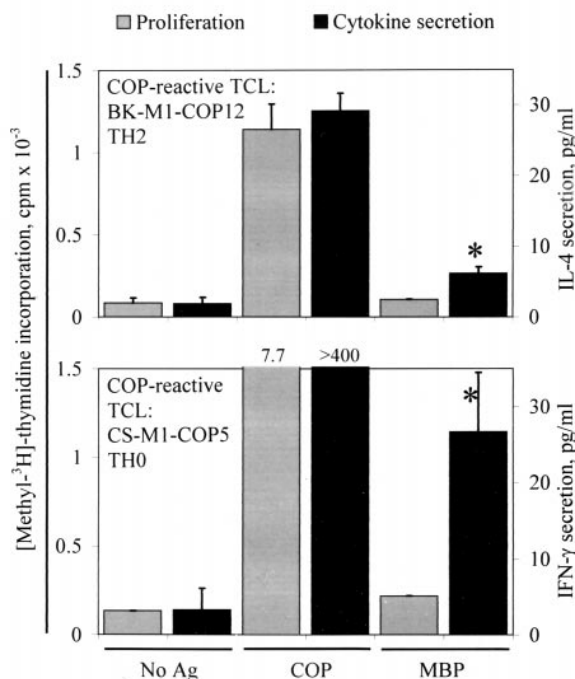 Proliferation Cytokine secretion
[Methyl-³H]-thymidine incorporation, cpm x 10⁻³
1.5
1
0.5
0
COP-reactive TCL:
BK-M1-COP12
TH2
*
30
20
10
0
IL-4 secretion, pg/ml
1.5
1
0.5
0
COP-reactive
TCL:
CS-M1-COP5
TH0
7.7 >400
*
30
20
10
0
IFN-γ secretion, pg/ml
No Ag COP MBP